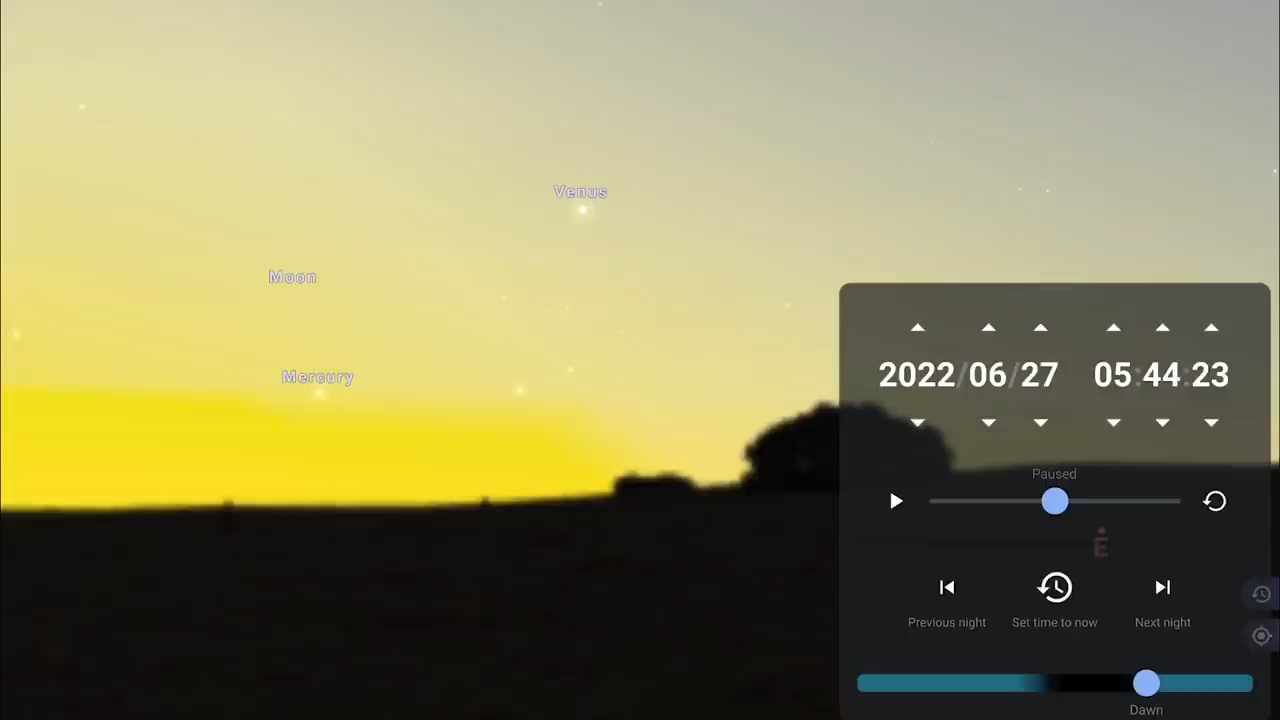 Venus
Moon
Mercury
2022/06/27 05:44:23
Paused
E
Previous night
Set time to now
Next night
Dawn